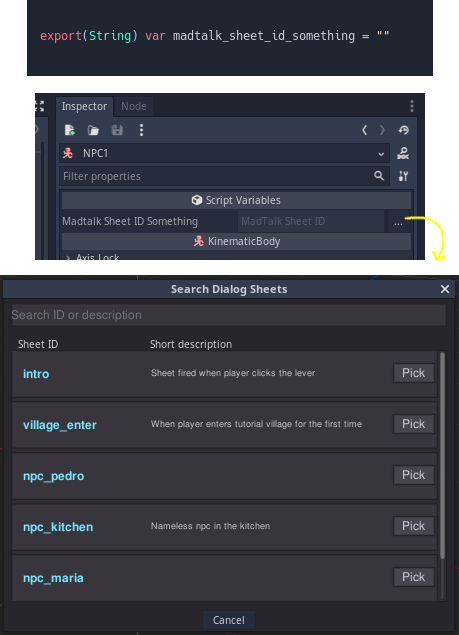 export(String) var madtalk_sheet_id_something = ""
Inspector Node
NPC1
Filter properties
Script Variables
Madtalk Sheet ID Something MadTalk Sheet ID ...
KinematicBody
Axis Lock
Search Dialog Sheets
Search ID or description
Sheet ID Short description
intro Sheet fired when player clicks the lever Pick
village_enter When player enters tutorial village for the first time Pick
npc_pedro Pick
npc_kitchen Nameless npc in the kitchen Pick
npc_maria Pick
Cancel